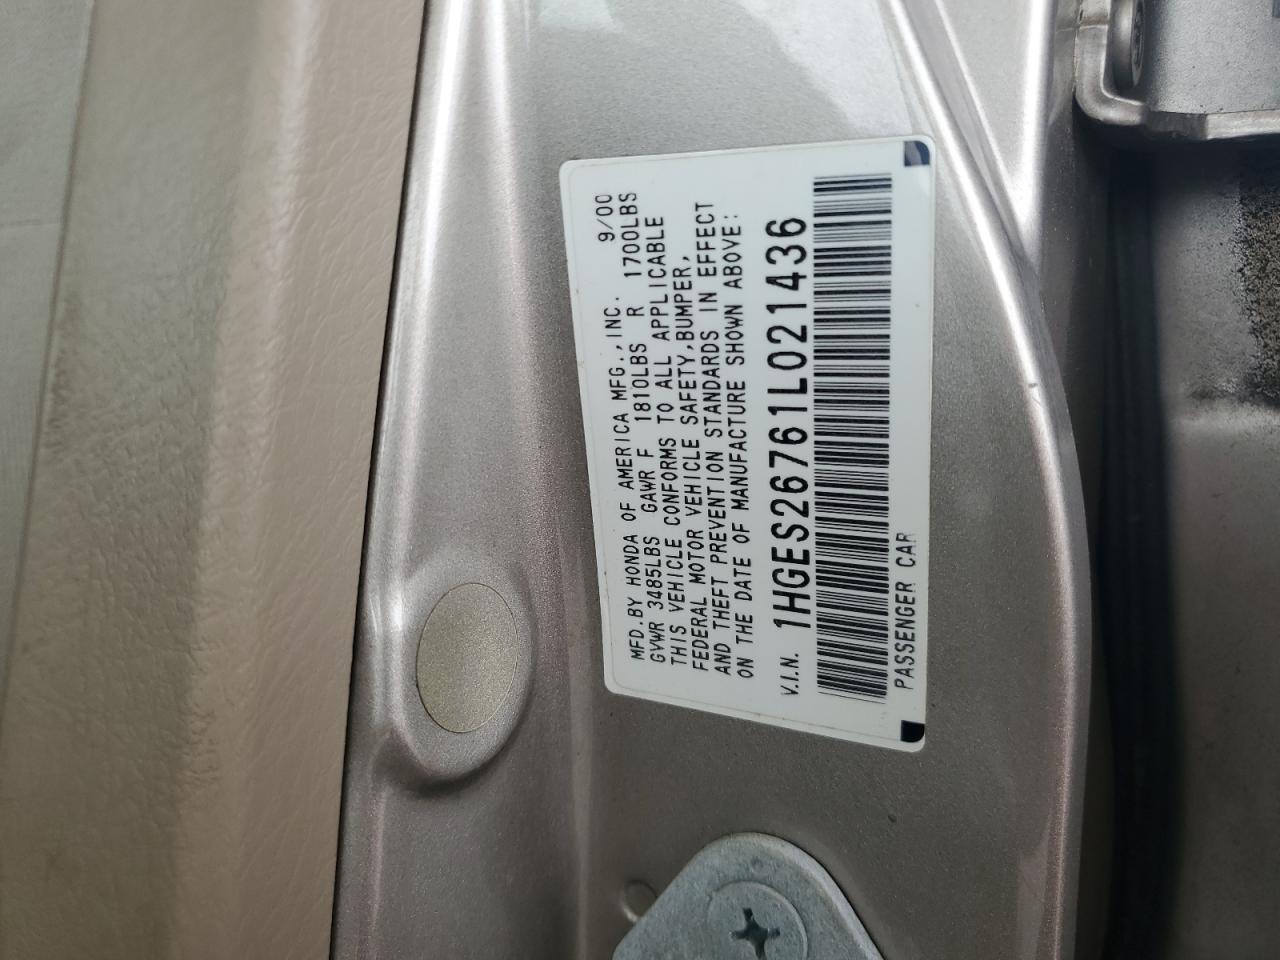 MFD.BY HONDA OF AMERICA MFG.,INC. 9/00
GVWR 3485LBS GAWR F 1810LBS R 1700LBS
THIS VEHICLE CONFORMS TO ALL APPLICABLE
FEDERAL MOTOR VEHICLE SAFETY,BUMPER,
AND THEFT PREVENTION STANDARDS IN EFFECT
ON THE DATE OF MANUFACTURE SHOWN ABOVE:
V.I.N. 1HGES26761L021436
PASSENGER CAR